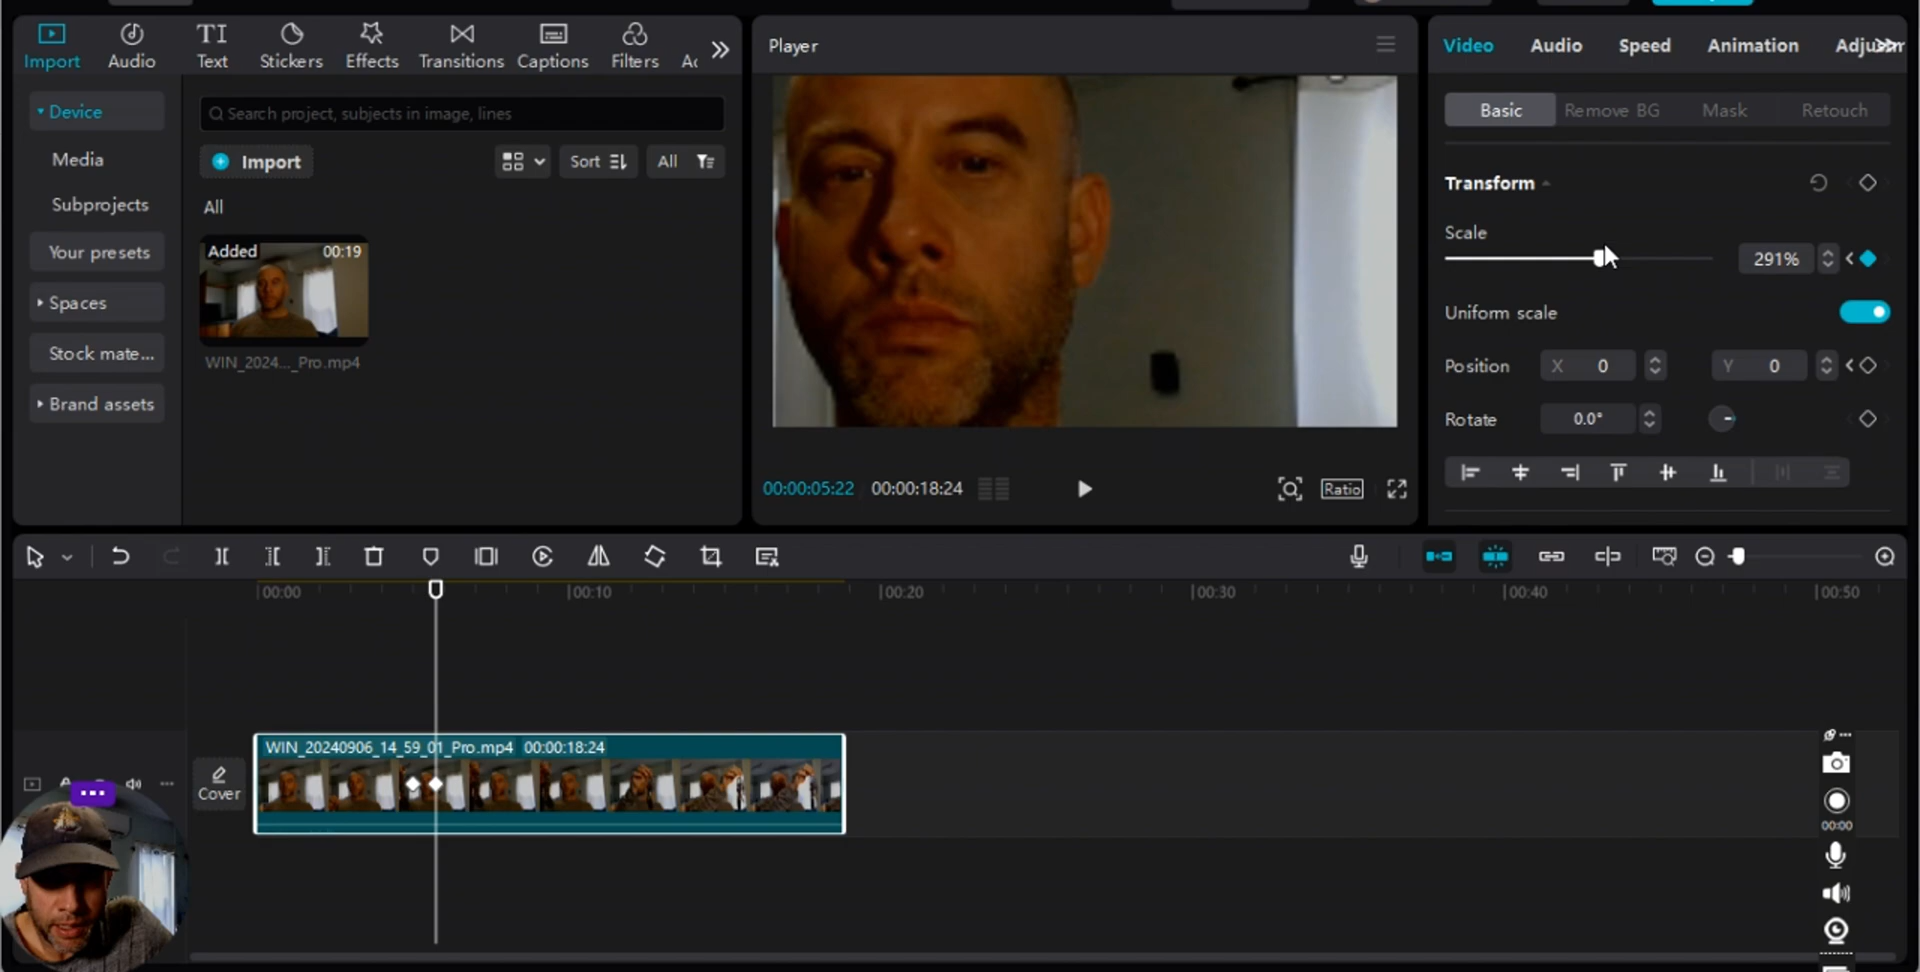 Import
Audio
TI
Text
Stickers
Effects
Transitions
Captions
Filters
Device
Media
Subprojects
Your presets
Spaces
Stock mate...
Brand assets
Search project, subjects in image, lines
Import
Sort
All
All
Added 00:19
WIN_2024..._Pro.mp4
Player
00:00:05:22 00:00:18:24
Ratio
Video Audio Speed Animation
Basic Remove BG Mask Retouch
Transform
Scale
291%
Uniform scale
Position X 0 Y 0
Rotate 0.0°
00:00 00:10 00:20 00:30 00:40 00:50
WIN_20240906_14_59_01_Pro.mp4 00:00:18:24
Cover
00:00